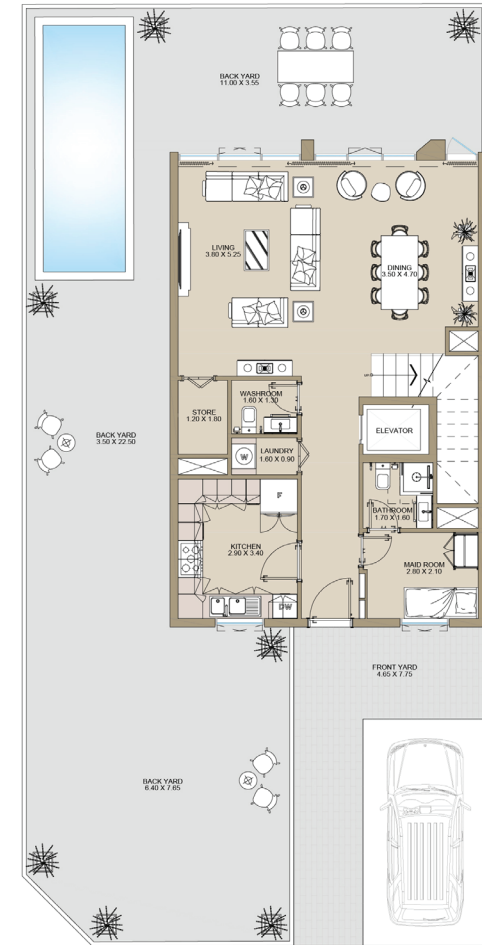 BACK YARD
11.00 X 3.55
LIVING
3.80 X 5.25
DINING
3.50 X 4.70
WASHROOM
1.60 X 1.30
STORE
1.20 X 1.80
ELEVATOR
BACK YARD
3.50 X 22.50
LAUNDRY
1.60 X 0.90
W
F
BATHROOM
1.70 X 1.60
KITCHEN
2.90 X 3.40
MAID ROOM
2.80 X 2.10
DW
FRONT YARD
4.65 X 7.75
BACK YARD
6.40 X 7.65